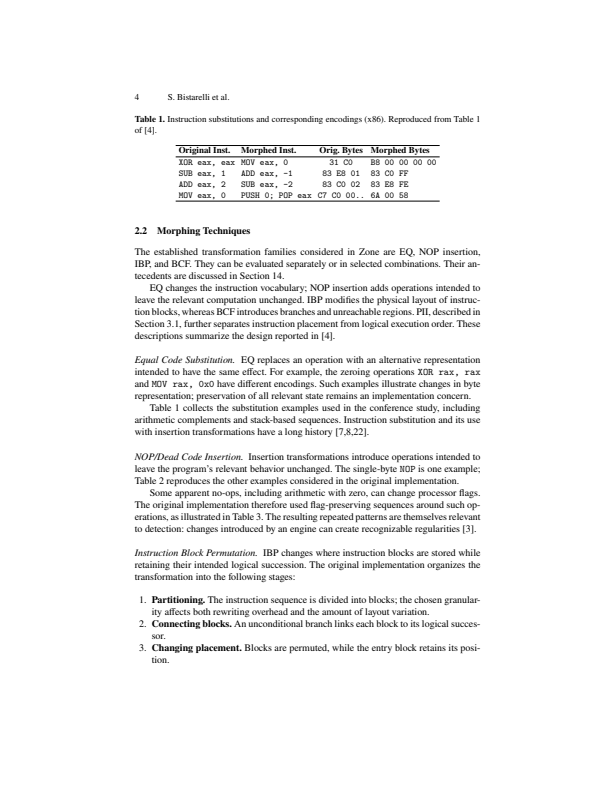 4 S. Bistarelli et al.
Table 1. Instruction substitutions and corresponding encodings (x86). Reproduced from Table 1
of [4].
Original Inst. Morphed Inst. Orig. Bytes Morphed Bytes
XOR eax, eax MOV eax, 0 31 C0 B8 00 00 00 00
SUB eax, 1 ADD eax, -1 83 E8 01 83 C0 FF
ADD eax, 2 SUB eax, -2 83 C0 02 83 E8 FE
MOV eax, 0 PUSH 0; POP eax C7 C0 00.. 6A 00 58
2.2 Morphing Techniques
The established transformation families considered in Zone are EQ, NOP insertion,
IBP, and BCF. They can be evaluated separately or in selected combinations. Their an-
tecedents are discussed in Section 14.
EQ changes the instruction vocabulary; NOP insertion adds operations intended to
leave the relevant computation unchanged. IBP modifies the physical layout of instruc-
tion blocks, whereas BCF introduces branches and unreachable regions. PII, described in
Section 3.1, further separates instruction placement from logical execution order. These
descriptions summarize the design reported in [4].
Equal Code Substitution. EQ replaces an operation with an alternative representation
intended to have the same effect. For example, the zeroing operations XOR rax, rax
and MOV rax, 0x0 have different encodings. Such examples illustrate changes in byte
representation; preservation of all relevant state remains an implementation concern.
Table 1 collects the substitution examples used in the conference study, including
arithmetic complements and stack-based sequences. Instruction substitution and its use
with insertion transformations have a long history [7,8,22].
NOP/Dead Code Insertion. Insertion transformations introduce operations intended to
leave the program's relevant behavior unchanged. The single-byte NOP is one example;
Table 2 reproduces the other examples considered in the original implementation.
Some apparent no-ops, including arithmetic with zero, can change processor flags.
The original implementation therefore used flag-preserving sequences around such op-
erations, as illustrated in Table 3. The resulting repeated patterns are themselves relevant
to detection: changes introduced by an engine can create recognizable regularities [3].
Instruction Block Permutation. IBP changes where instruction blocks are stored while
retaining their intended logical succession. The original implementation organizes the
transformation into the following stages:
1. Partitioning. The instruction sequence is divided into blocks; the chosen granular-
ity affects both rewriting overhead and the amount of layout variation.
2. Connecting blocks. An unconditional branch links each block to its logical succes-
sor.
3. Changing placement. Blocks are permuted, while the entry block retains its posi-
tion.